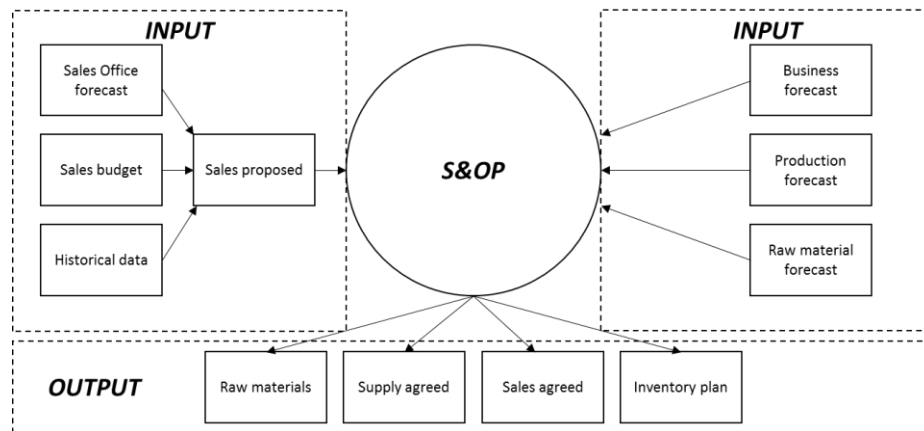 INPUT
Sales Office
forecast
Sales budget
Historical data
Sales proposed
S&OP
INPUT
Business
forecast
Production
forecast
Raw material
forecast
OUTPUT
Raw materials
Supply agreed
Sales agreed
Inventory plan